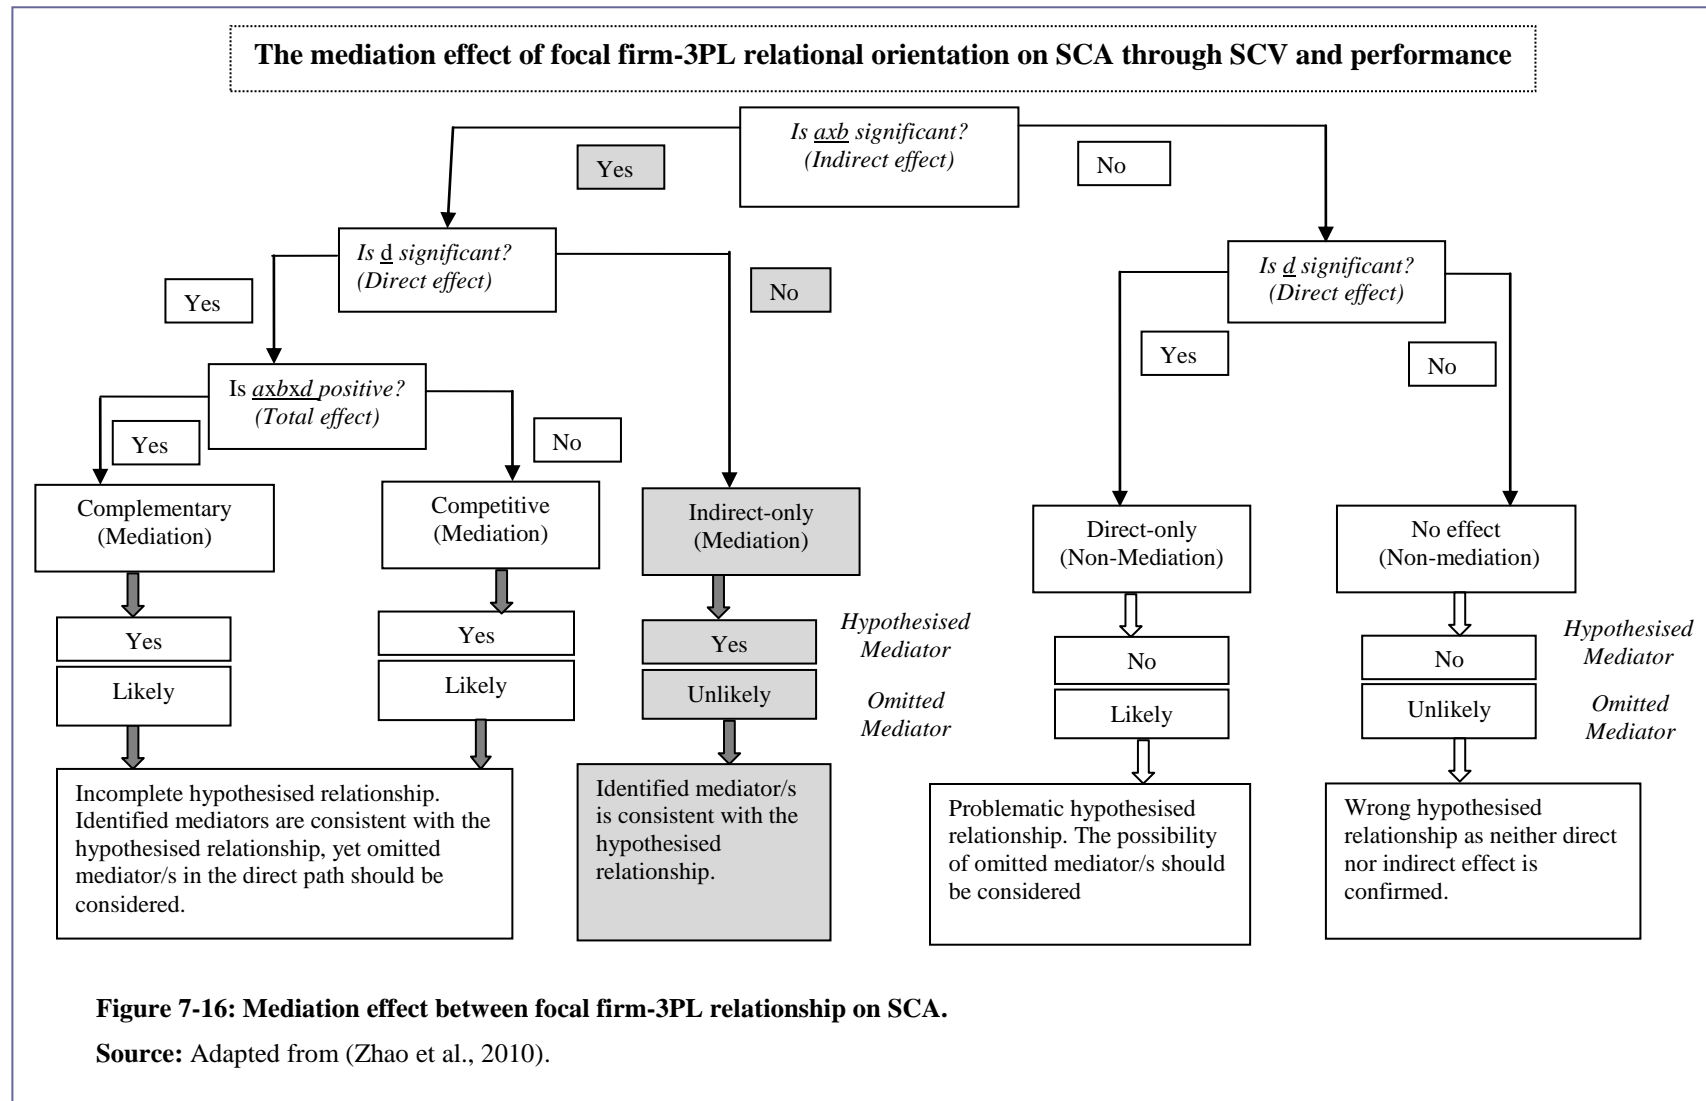 The mediation effect of focal firm-3PL relational orientation on SCA through SCV and performance
Is axb significant?
(Indirect effect)
Yes
No
Is d significant?
(Direct effect)
Is d significant?
(Direct effect)
Yes
No
Yes
No
Is axbxd positive?
(Total effect)
Yes
No
Complementary
(Mediation)
Competitive
(Mediation)
Indirect-only
(Mediation)
Direct-only
(Non-Mediation)
No effect
(Non-mediation)
Yes
Likely
Yes
Likely
Yes
Unlikely
Hypothesised
Mediator
Omitted
Mediator
No
Likely
No
Unlikely
Hypothesised
Mediator
Omitted
Mediator
Incomplete hypothesised relationship.
Identified mediators are consistent with the
hypothesised relationship, yet omitted
mediator/s in the direct path should be
considered.
Identified mediator/s
is consistent with the
hypothesised
relationship.
Problematic hypothesised
relationship. The possibility
of omitted mediator/s should
be considered
Wrong hypothesised
relationship as neither direct
nor indirect effect is
confirmed.
Figure 7-16: Mediation effect between focal firm-3PL relationship on SCA.
Source: Adapted from (Zhao et al., 2010).